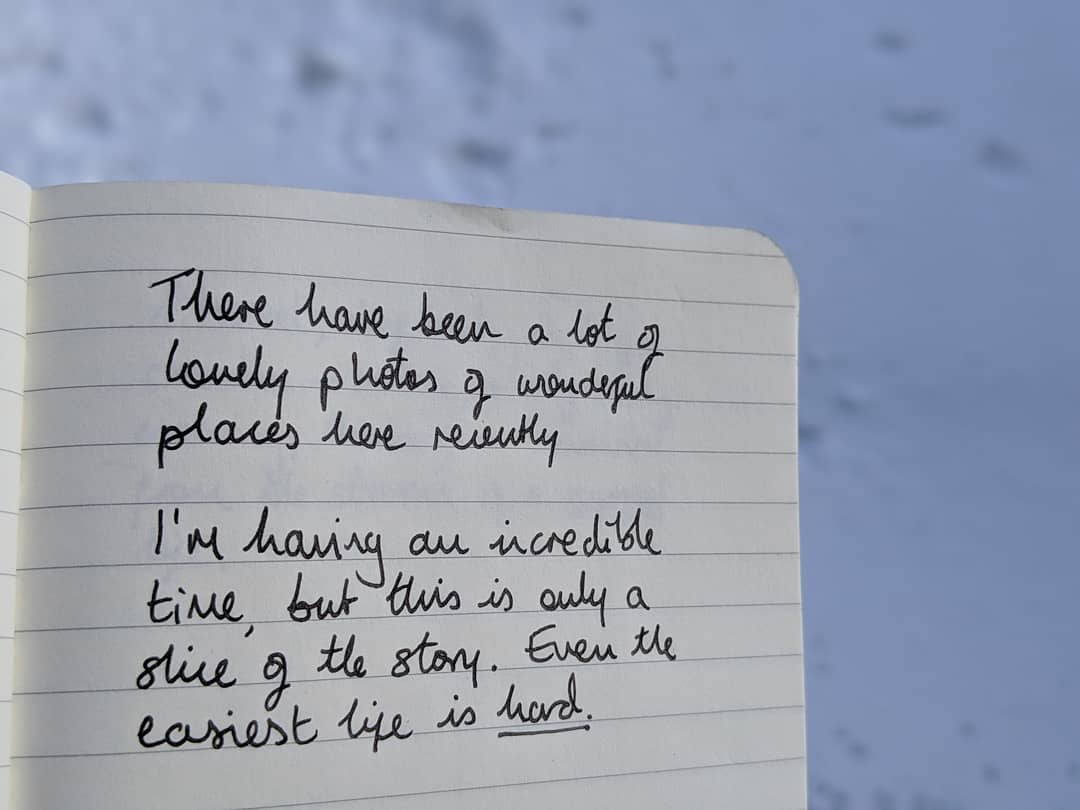 There have been a lot of
lovely photos of wonderful
places here recently
I'm having an incredible
time, but this is only a
slice of the story. Even the
easiest life is hard.